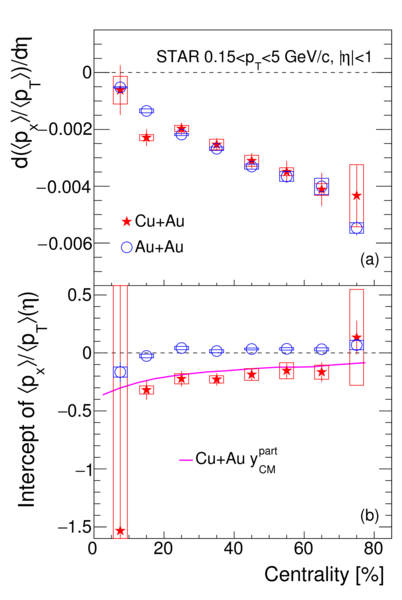 STAR 0.15<p_T<5 GeV/c, |η|<1
d(⟨p_x⟩/⟨p_T⟩)/dη
0
−0.002
−0.004
−0.006
Cu+Au
Au+Au
(a)
Intercept of ⟨p_x⟩/⟨p_T⟩(η)
0.5
0
−0.5
−1
−1.5
Cu+Au y_CM^part
(b)
0 20 40 60 80
Centrality [%]